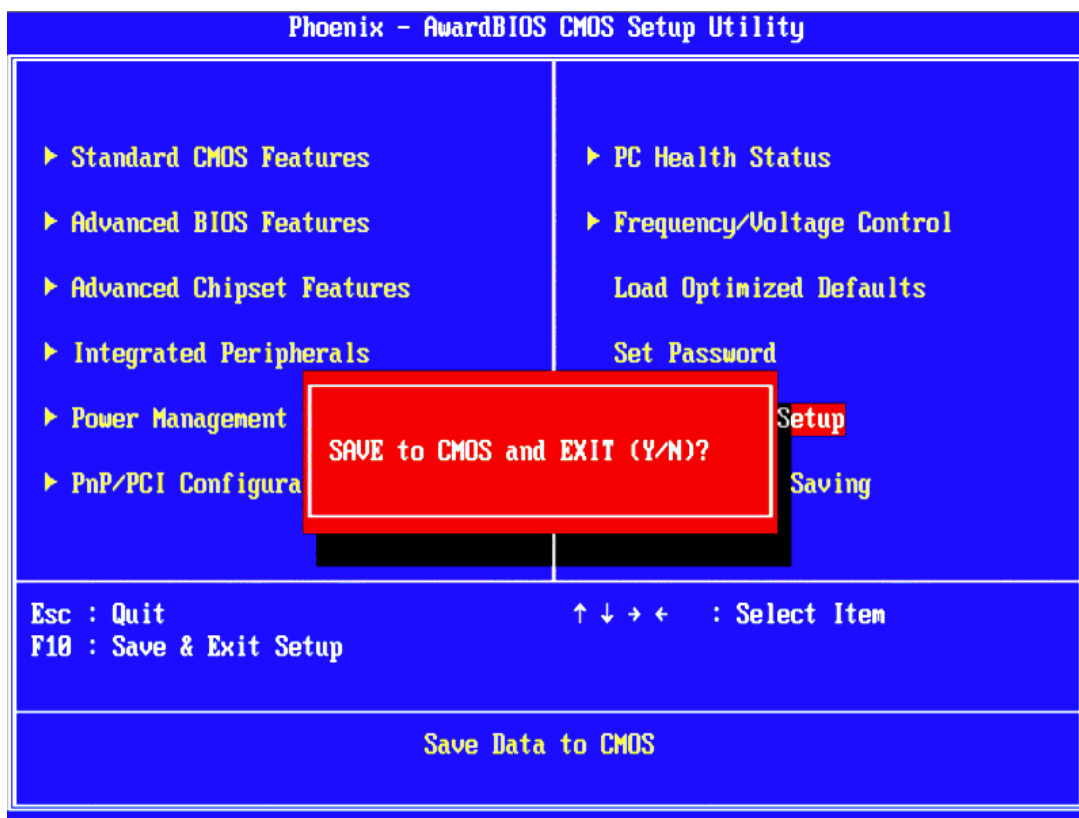 Phoenix - AwardBIOS CMOS Setup Utility
Standard CMOS Features
Advanced BIOS Features
Advanced Chipset Features
Integrated Peripherals
Power Management
PnP/PCI Configura
PC Health Status
Frequency/Voltage Control
Load Optimized Defaults
Set Password
Setup
Saving
SAVE to CMOS and EXIT (Y/N)?
Esc : Quit
F10 : Save & Exit Setup
↑ ↓ → ← : Select Item
Save Data to CMOS